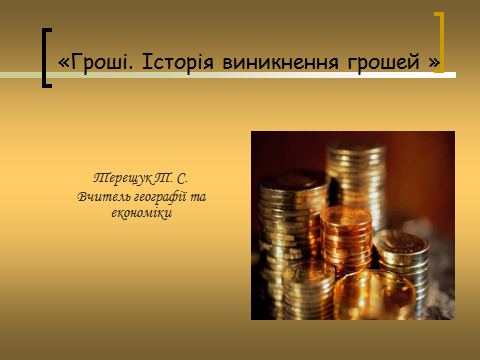 «Гроші. Історія виникнення грошей »
Терещук Т. С.
Вчитель географії та
економіки